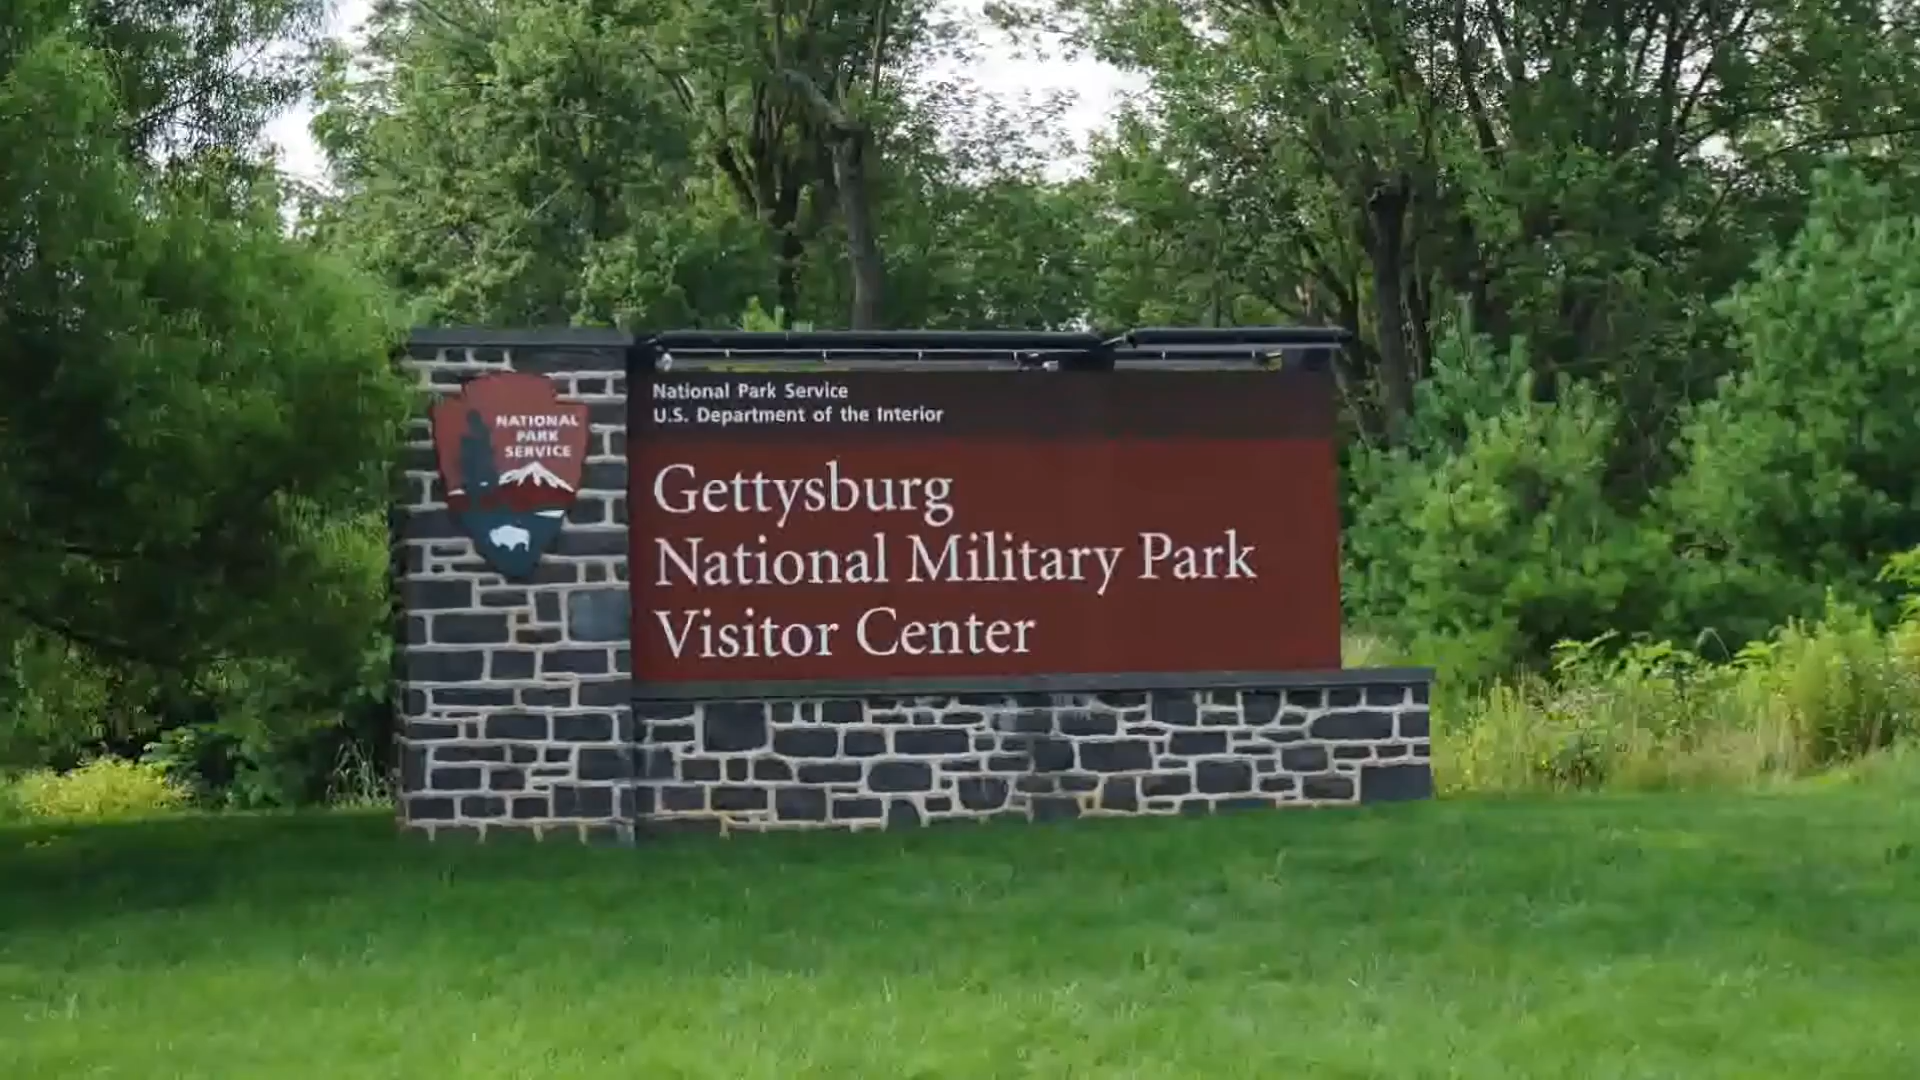 NATIONAL
PARK
SERVICE
National Park Service
U.S. Department of the Interior
Gettysburg
National Military Park
Visitor Center